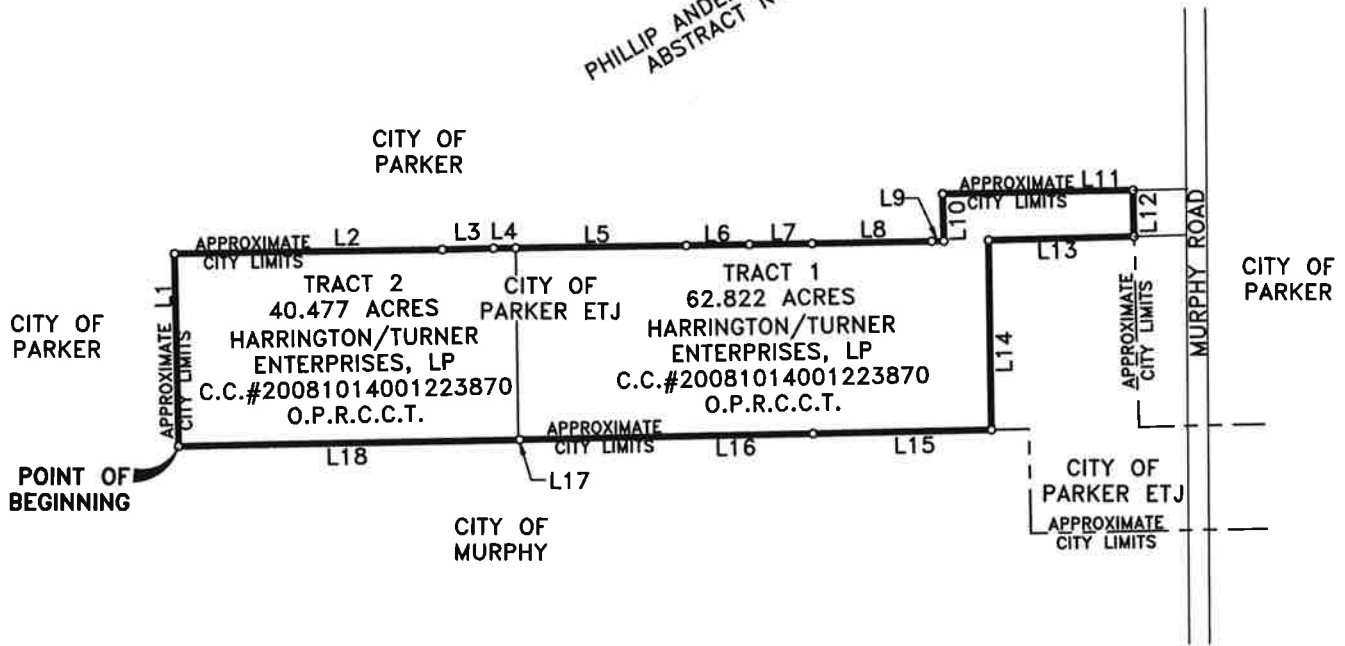 PHILLIP
ABSTRACT
CITY OF
PARKER
L9
APPROXIMATE L11
CITY LIMITS
L10
L12
APPROXIMATE L2
CITY LIMITS
L3 L4
L5
L6
L7
L8
L13
L1
TRACT 2
40.477 ACRES
HARRINGTON/TURNER
ENTERPRISES, LP
C.C.#20081014001223870
O.P.R.C.C.T.
CITY OF
PARKER ETJ
TRACT 1
62.822 ACRES
HARRINGTON/TURNER
ENTERPRISES, LP
C.C.#20081014001223870
O.P.R.C.C.T.
CITY OF
PARKER
APPROXIMATE
CITY LIMITS
L14
APPROXIMATE
CITY LIMITS
MURPHY ROAD
CITY OF
PARKER
POINT OF
BEGINNING
L18
APPROXIMATE
CITY LIMITS
L16
L15
L17
CITY OF
MURPHY
CITY OF
PARKER ETJ
APPROXIMATE
CITY LIMITS